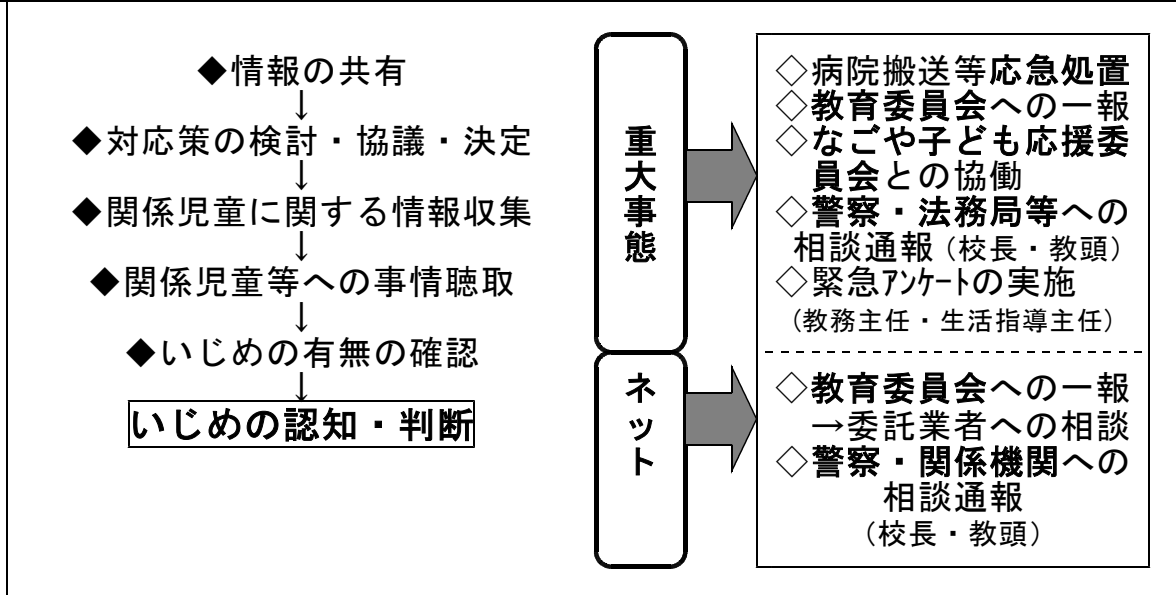 ◆情報の共有
↓
◆対応策の検討・協議・決定
↓
◆関係児童に関する情報収集
↓
◆関係児童等への事情聴取
↓
◆いじめの有無の確認
↓
いじめの認知・判断
重大事態
◇病院搬送等応急処置
◇教育委員会への一報
◇なごや子ども応援委
員会との協働
◇警察・法務局等への
相談通報（校長・教頭）
◇緊急ｱﾝｹｰﾄの実施
（教務主任・生活指導主任）
ネット
◇教育委員会への一報
→委託業者への相談
◇警察・関係機関への
相談通報
（校長・教頭）